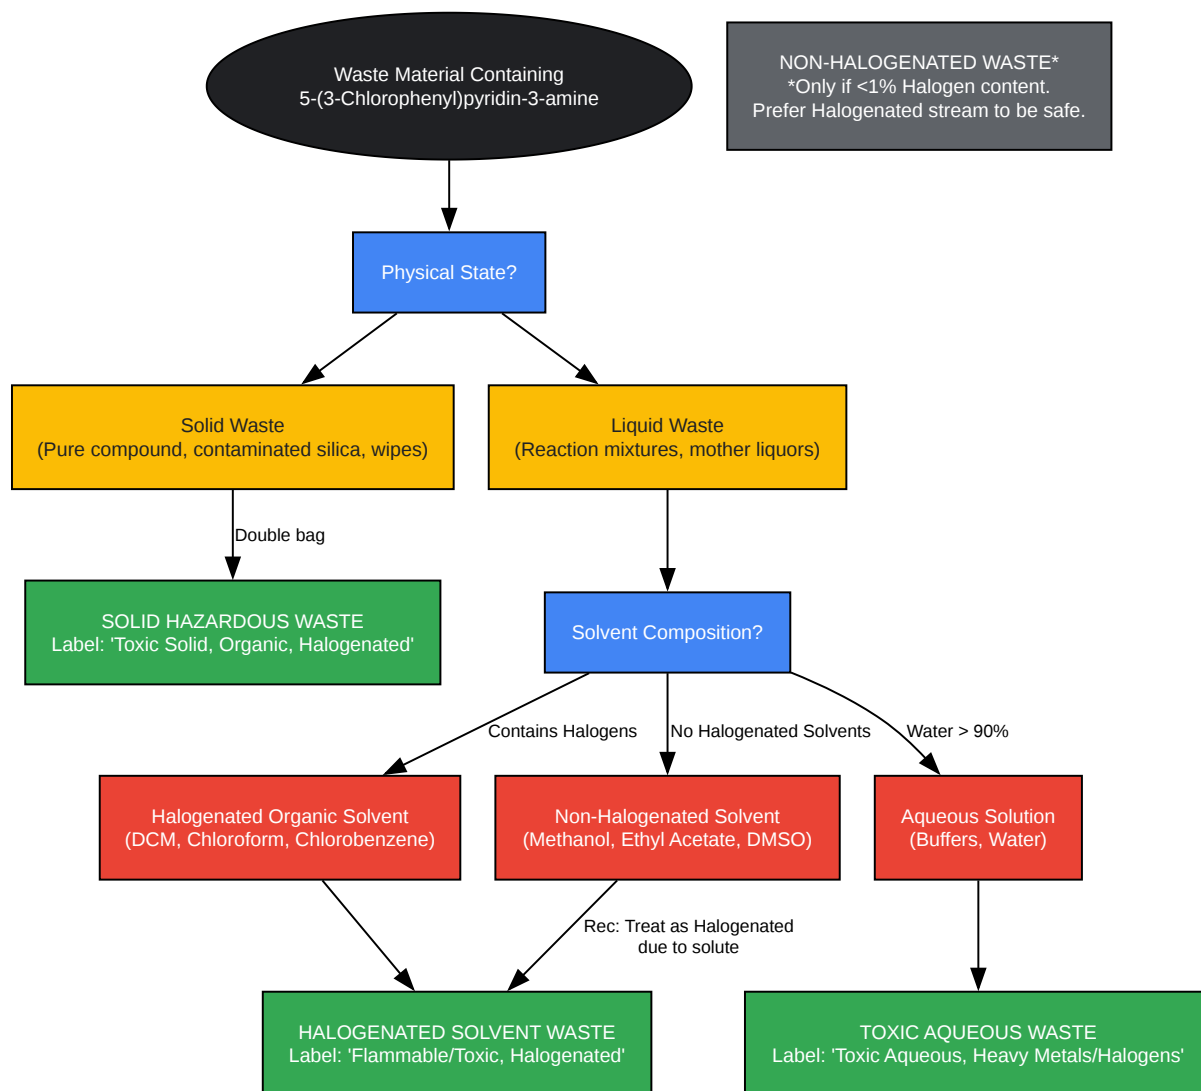 Waste Material Containing
5-(3-Chlorophenyl)pyridin-3-amine
NON-HALOGENATED WASTE*
*Only if <1% Halogen content.
Prefer Halogenated stream to be safe.
Physical State?
Solid Waste
(Pure compound, contaminated silica, wipes)
Liquid Waste
(Reaction mixtures, mother liquors)
Double bag
SOLID HAZARDOUS WASTE
Label: 'Toxic Solid, Organic, Halogenated'
Solvent Composition?
Contains Halogens
No Halogenated Solvents
Water > 90%
Halogenated Organic Solvent
(DCM, Chloroform, Chlorobenzene)
Non-Halogenated Solvent
(Methanol, Ethyl Acetate, DMSO)
Aqueous Solution
(Buffers, Water)
Rec: Treat as Halogenated
due to solute
HALOGENATED SOLVENT WASTE
Label: 'Flammable/Toxic, Halogenated'
TOXIC AQUEOUS WASTE
Label: 'Toxic Aqueous, Heavy Metals/Halogens'